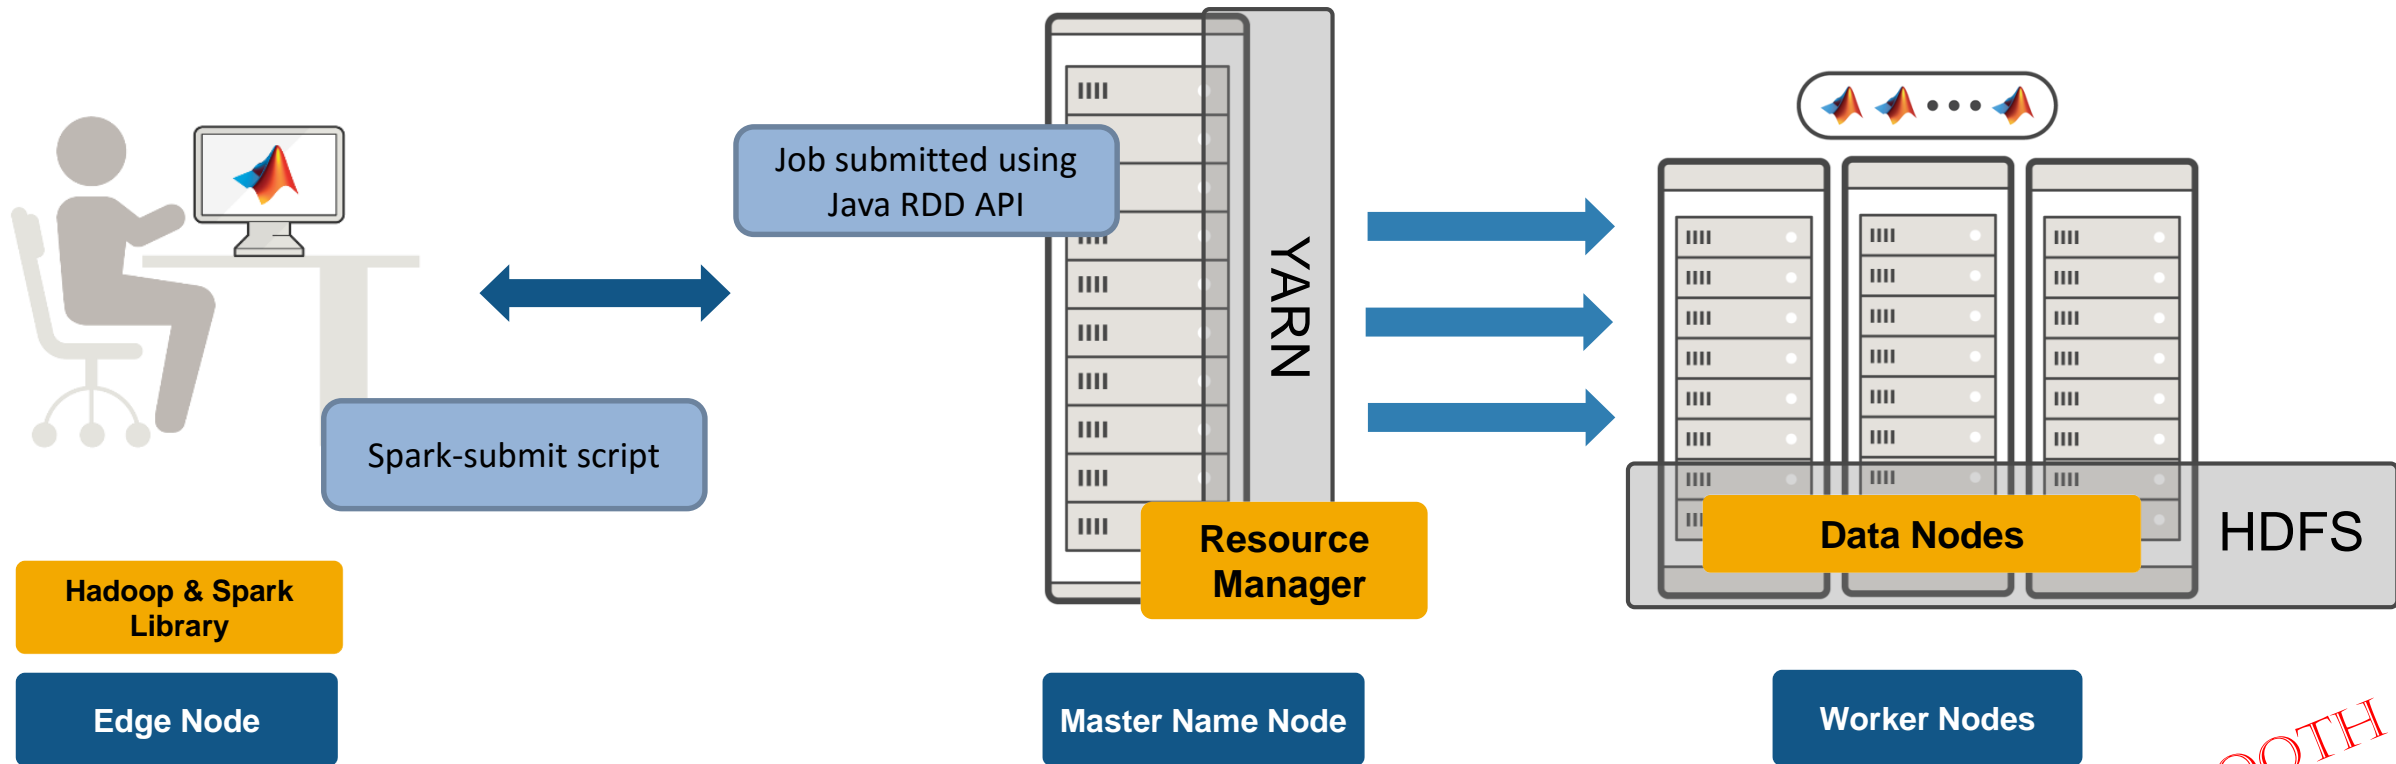 Job submitted using
Java RDD API
YARN
Spark-submit script
Resource
Manager
Data Nodes
HDFS
Hadoop & Spark
Library
Edge Node
Master Name Node
Worker Nodes